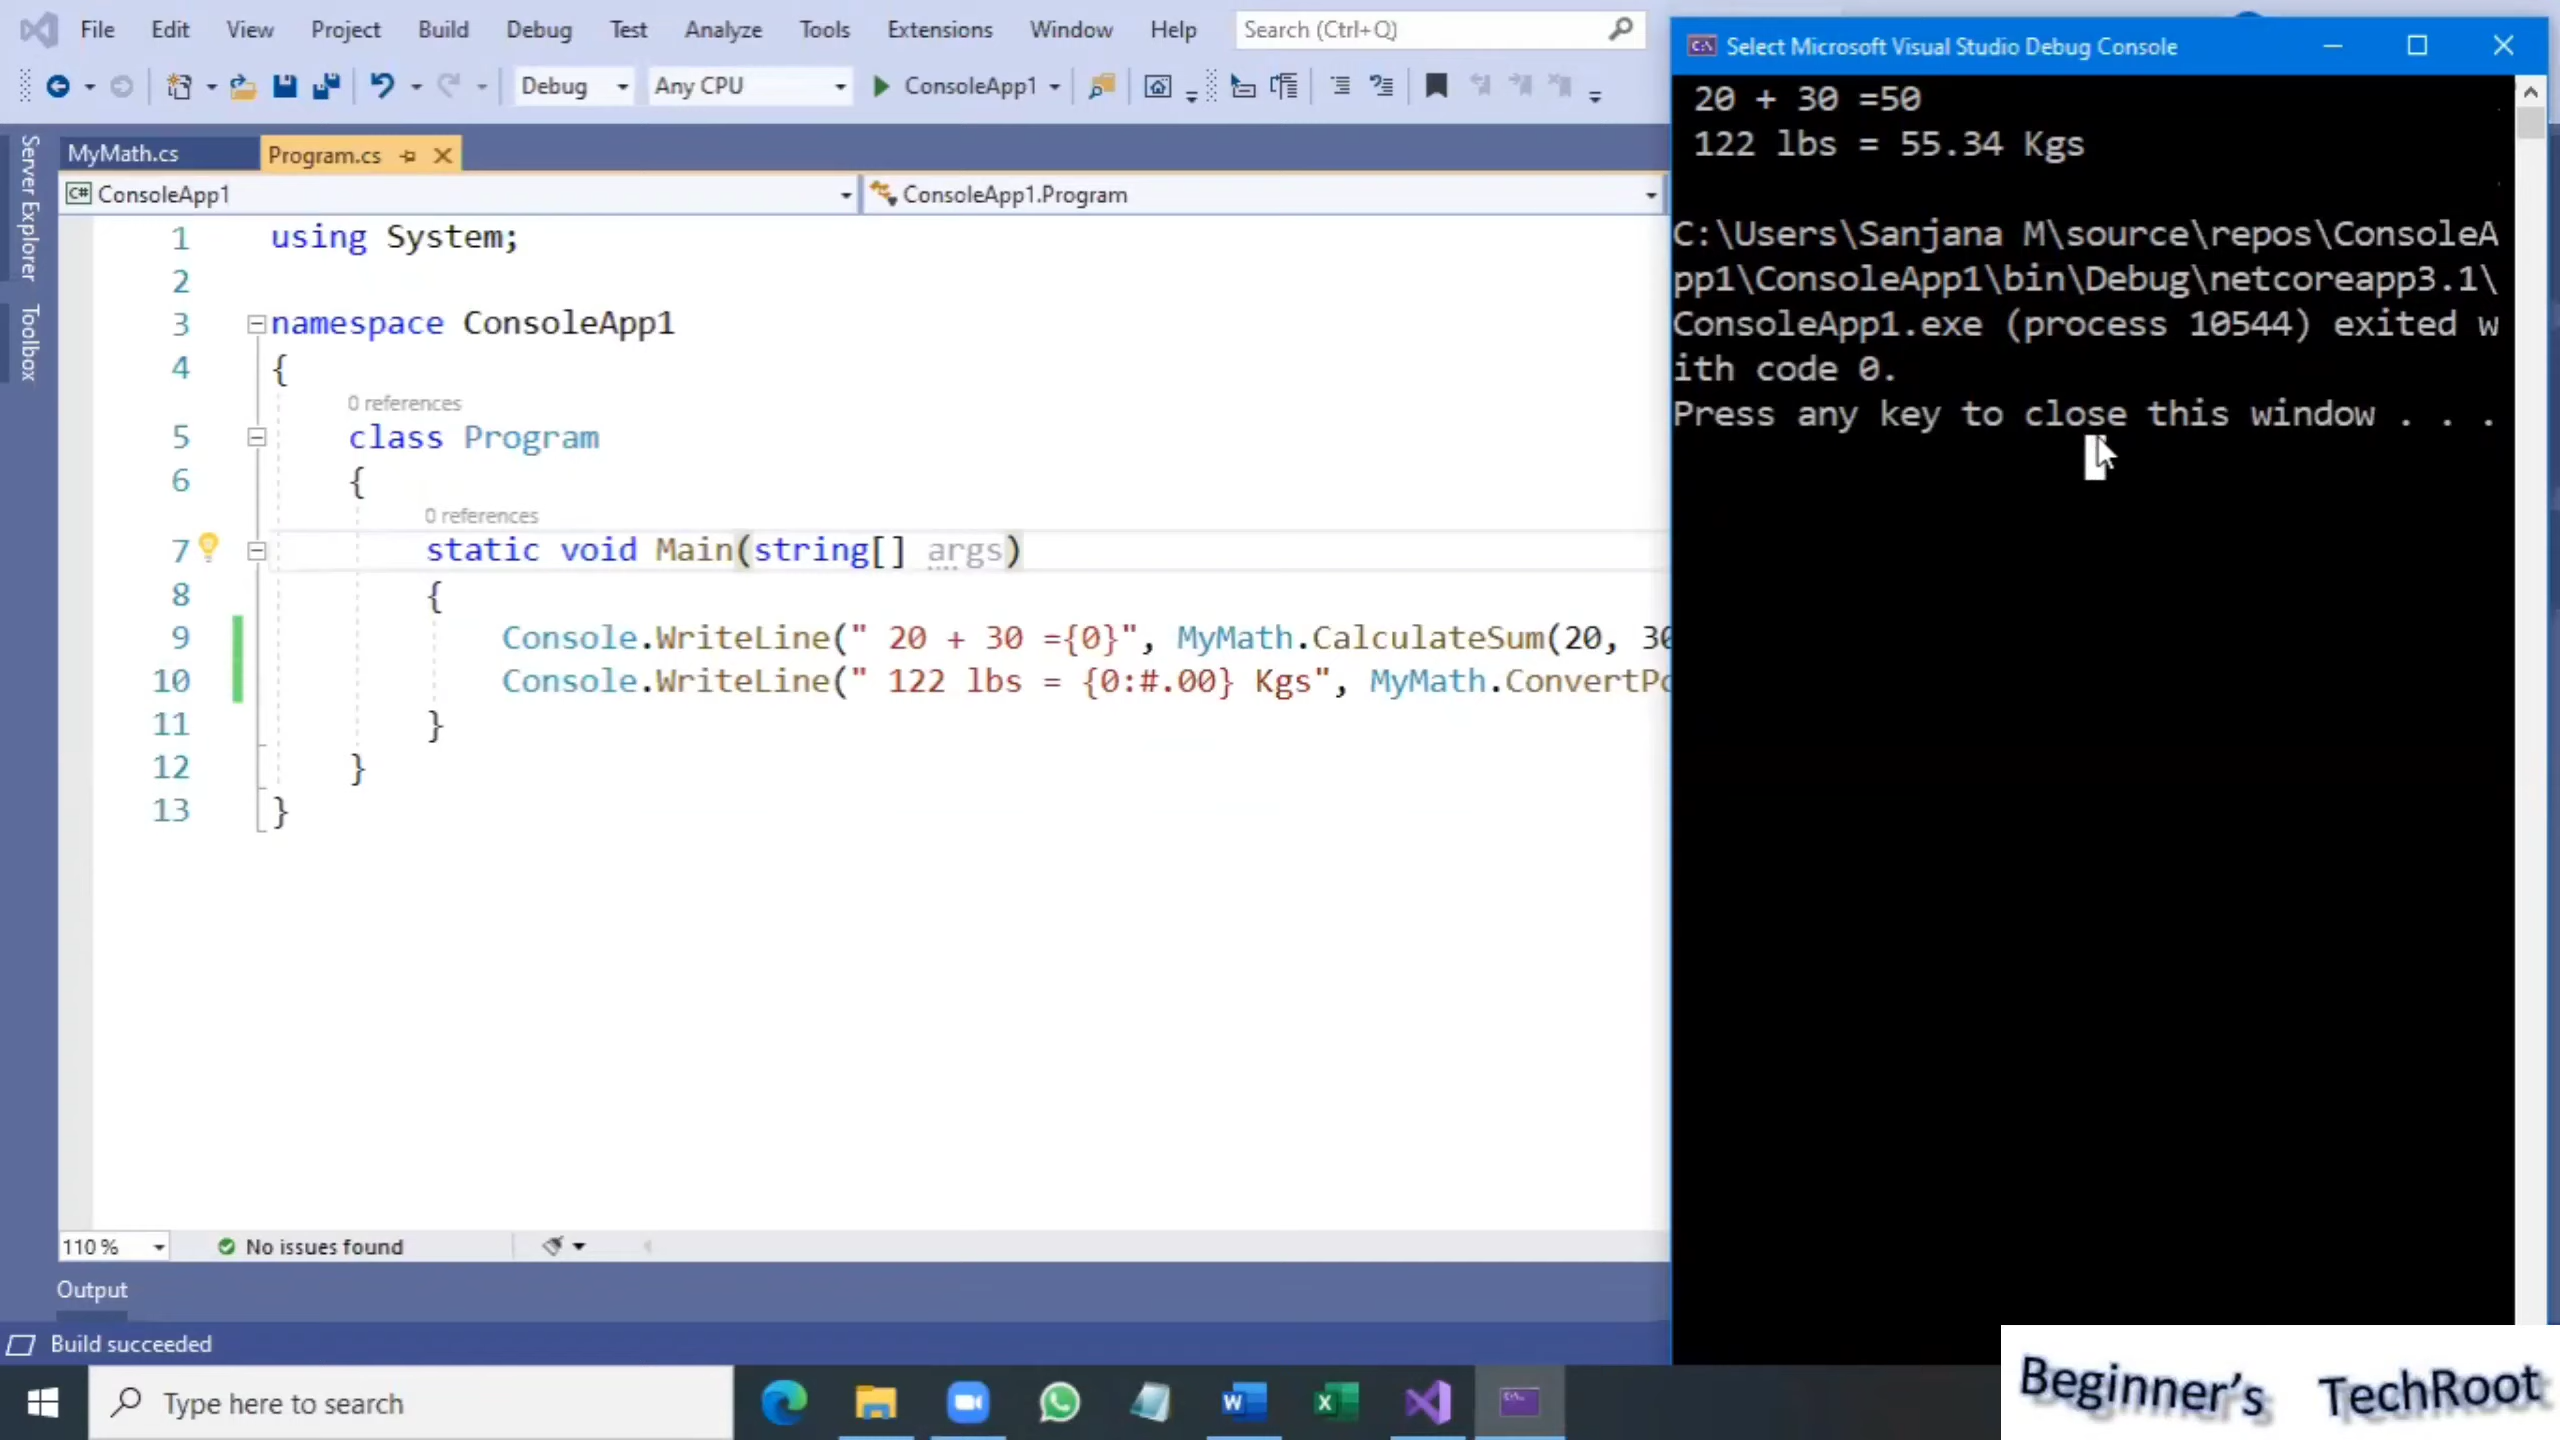 File Edit View Project Build Debug Test Analyze Tools Extensions Window Help Search (Ctrl+Q)
Debug Any CPU ConsoleApp1
Server Explorer
Toolbox
MyMath.cs Program.cs
C# ConsoleApp1 ConsoleApp1.Program
1 using System;
2
3 namespace ConsoleApp1
4 {
0 references
5 class Program
6 {
0 references
7 static void Main(string[] args)
8 {
9 Console.WriteLine(" 20 + 30 ={0}", MyMath.CalculateSum(20, 30
10 Console.WriteLine(" 122 lbs = {0:#.00} Kgs", MyMath.ConvertPo
11 }
12 }
13 }
110 % No issues found
Output
Build succeeded
Type here to search
Select Microsoft Visual Studio Debug Console
20 + 30 =50
122 lbs = 55.34 Kgs
C:\Users\Sanjana M\source\repos\ConsoleA
pp1\ConsoleApp1\bin\Debug\netcoreapp3.1\
ConsoleApp1.exe (process 10544) exited w
ith code 0.
Press any key to close this window . . .
Beginner's TechRoot